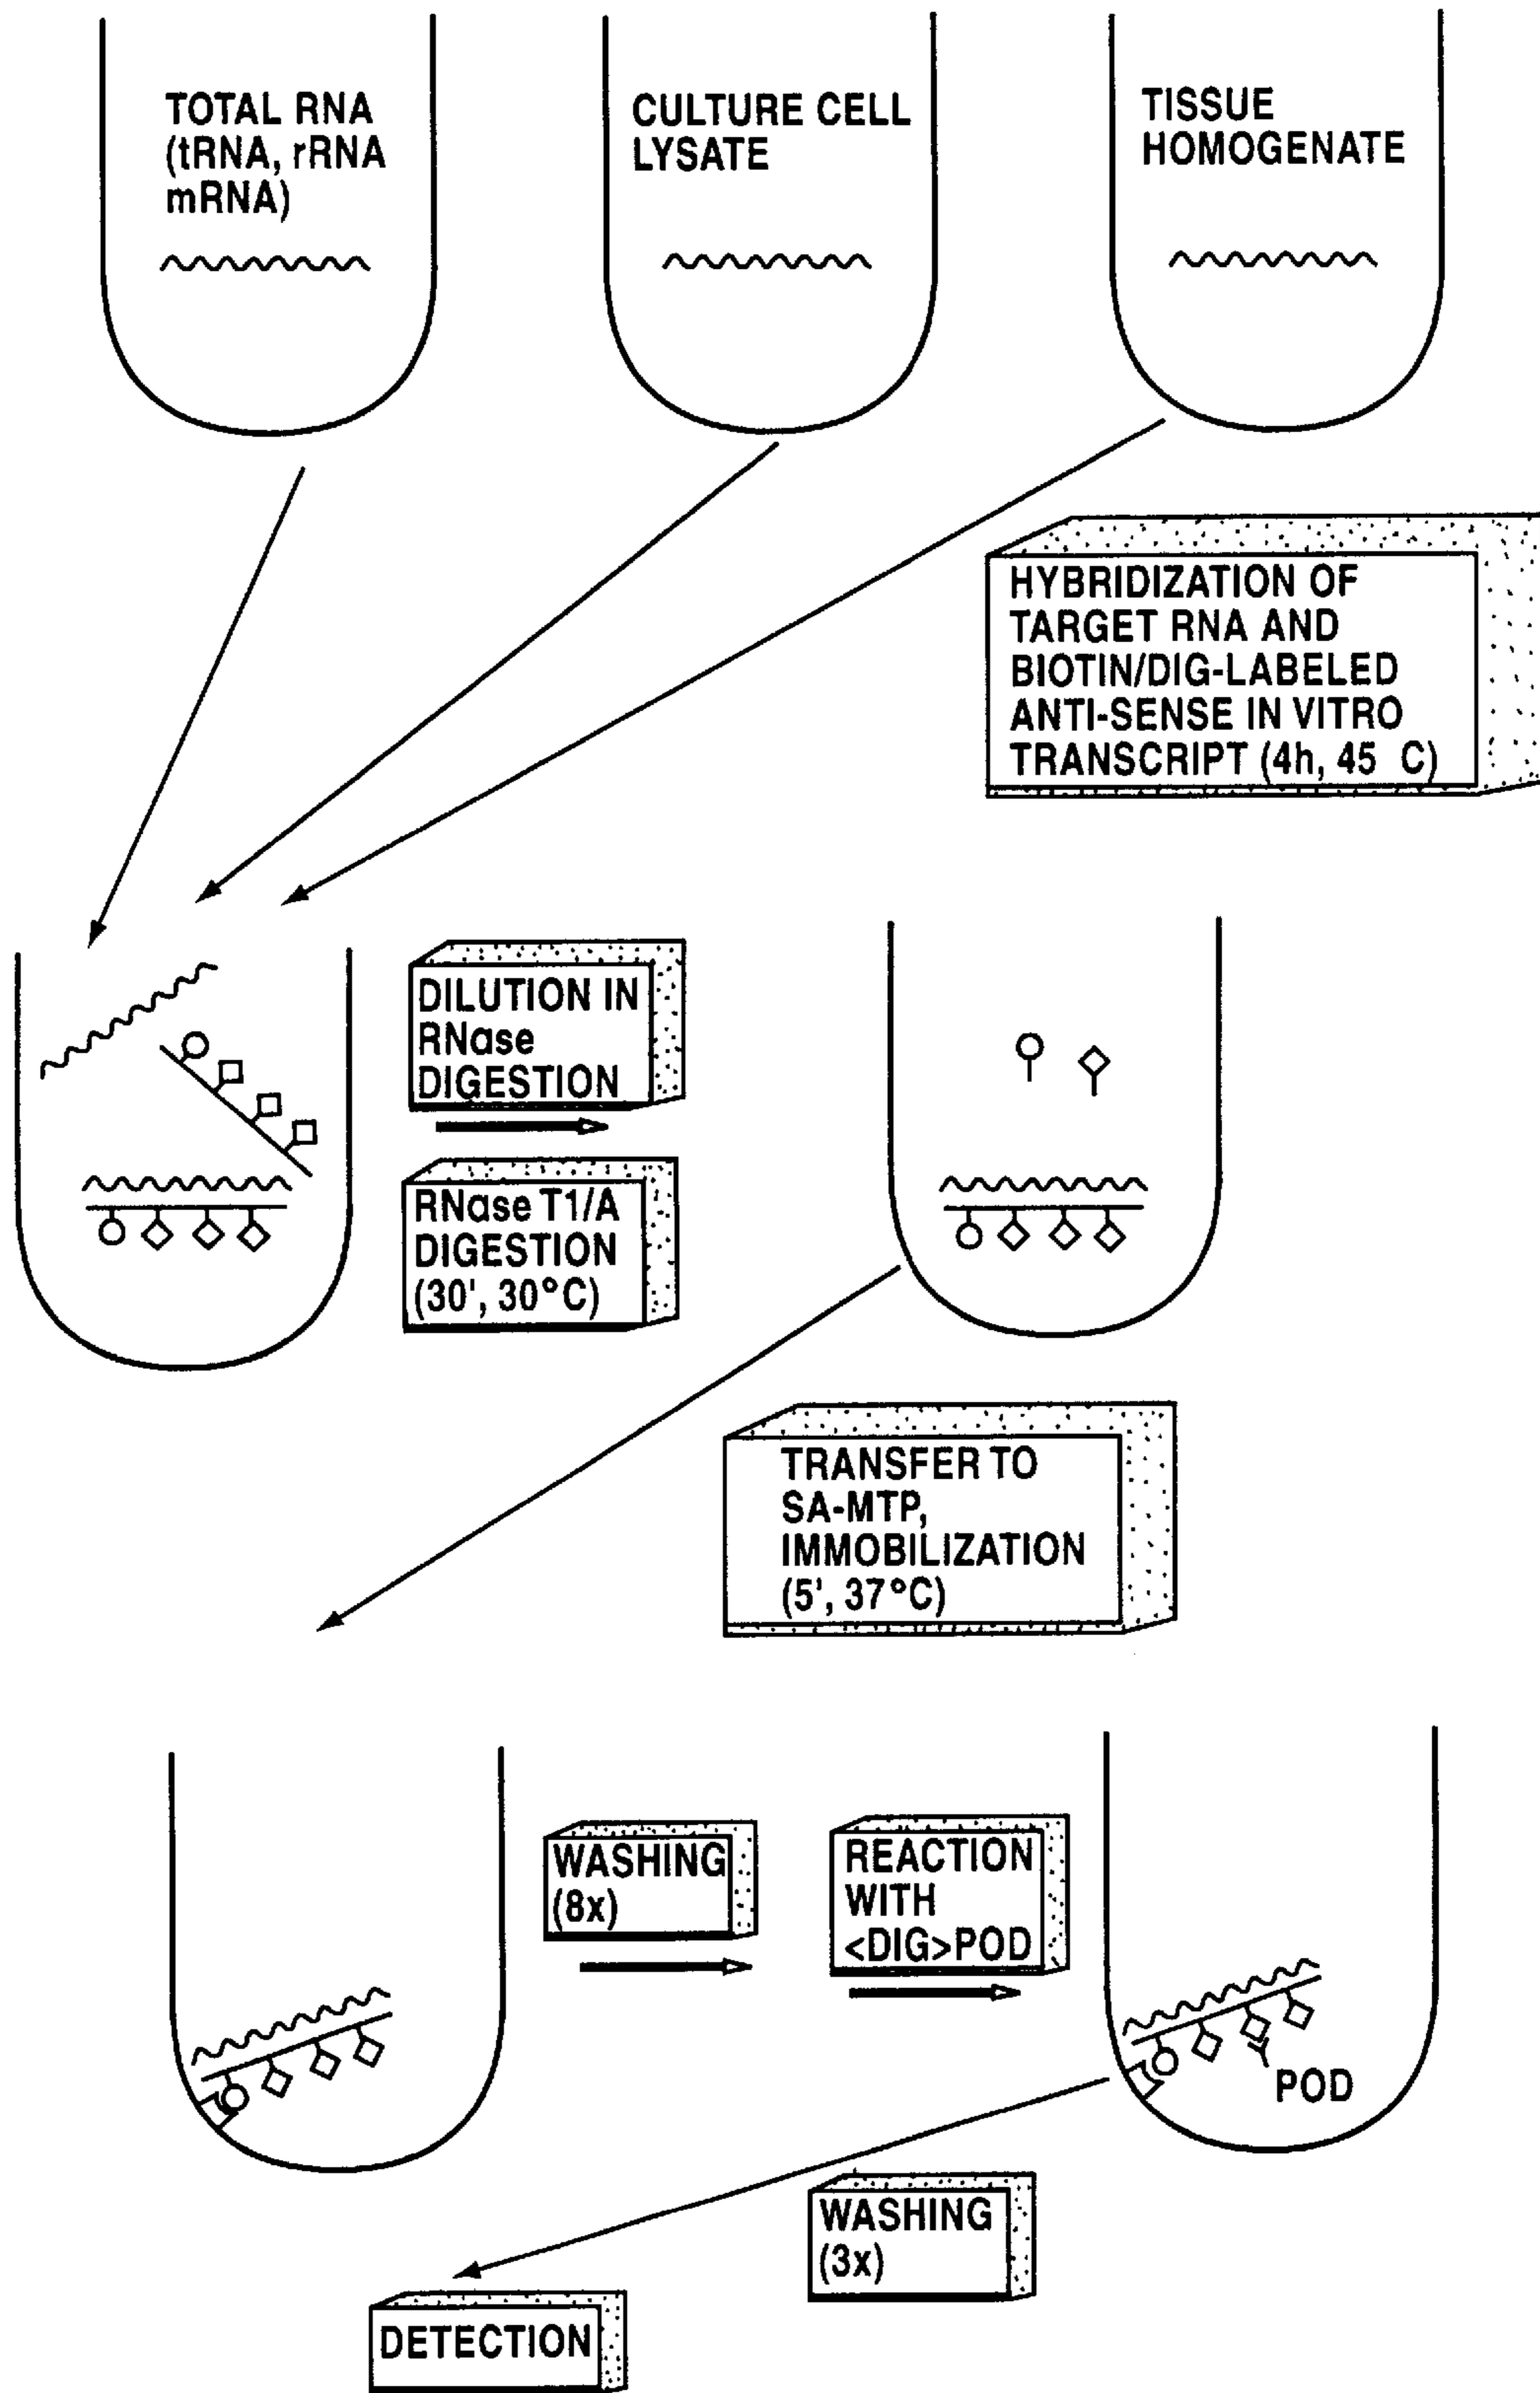 TOTAL RNA
(tRNA, rRNA
mRNA)
CULTURE CELL
LYSATE
TISSUE
HOMOGENATE
HYBRIDIZATION OF
TARGET RNA AND
BIOTIN/DIG-LABELED
ANTI-SENSE IN VITRO
TRANSCRIPT (4h, 45 C)
DILUTION IN
RNase
DIGESTION
RNase T1/A
DIGESTION
(30', 30°C)
TRANSFER TO
SA-MTP,
IMMOBILIZATION
(5', 37°C)
WASHING
(8x)
REACTION
WITH
<DIG>POD
POD
WASHING
(3x)
DETECTION